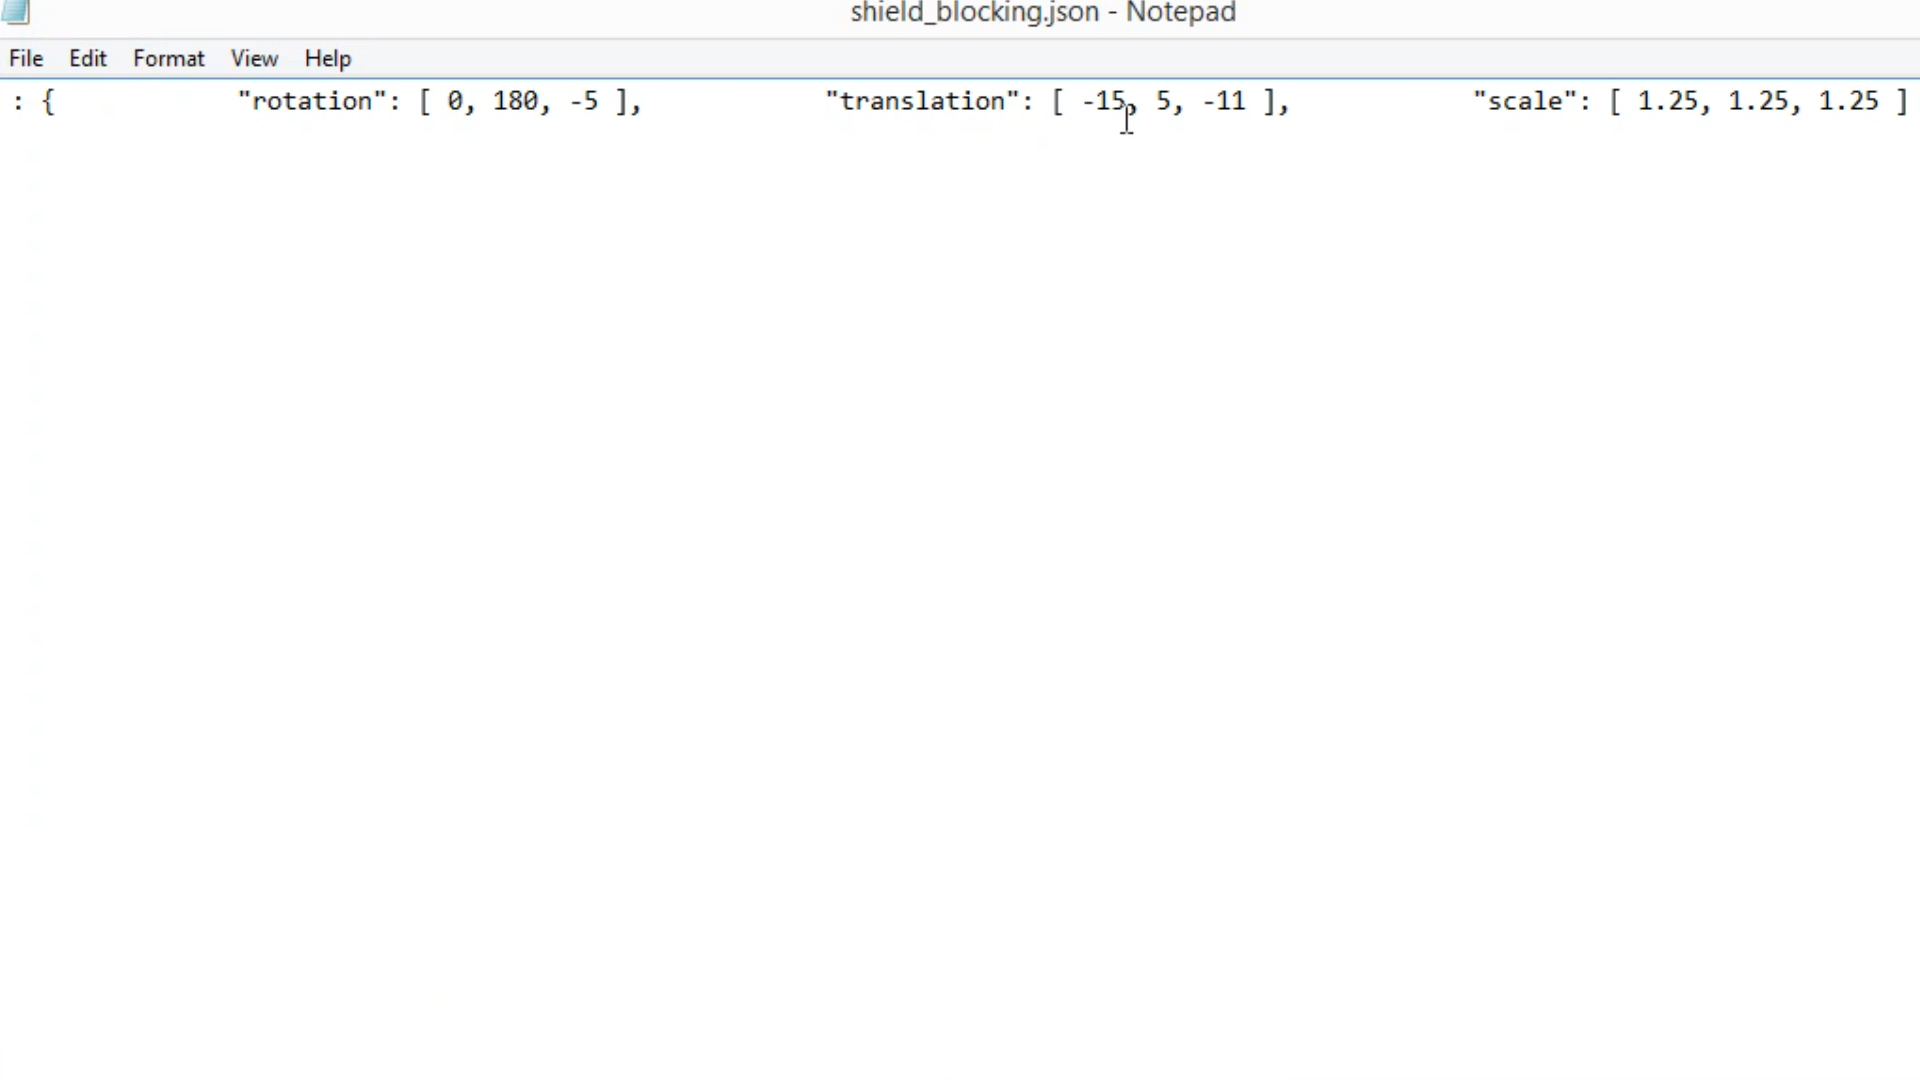 shield_blocking.json - Notepad
File Edit Format View Help
: { "rotation": [ 0, 180, -5 ], "translation": [ -15, 5, -11 ], "scale": [ 1.25, 1.25, 1.25 ]